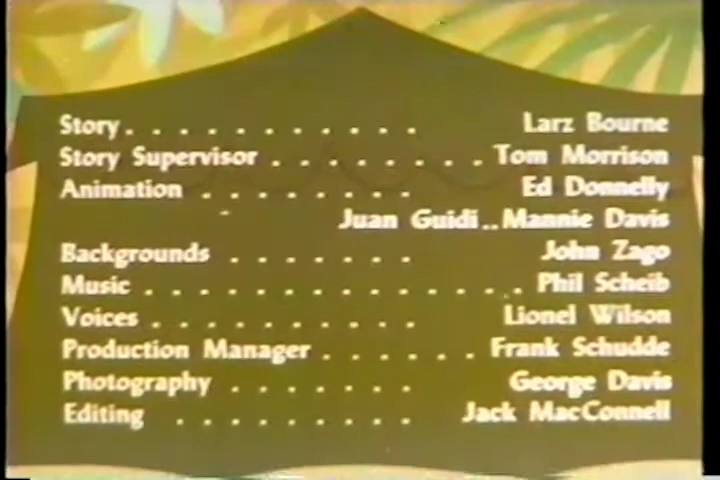 Story. . . . . . . . . . . Larz Bourne
Story Supervisor . . . . . . . . Tom Morrison
Animation . . . . . . . . Ed Donnelly
Juan Guidi..Mannie Davis
Backgrounds . . . . . . . John Zago
Music . . . . . . . . . . . . . . Phil Scheib
Voices . . . . . . . . . . Lionel Wilson
Production Manager . . . . . . Frank Schudde
Photography . . . . . . . George Davis
Editing . . . . . . . . . Jack MacConnell